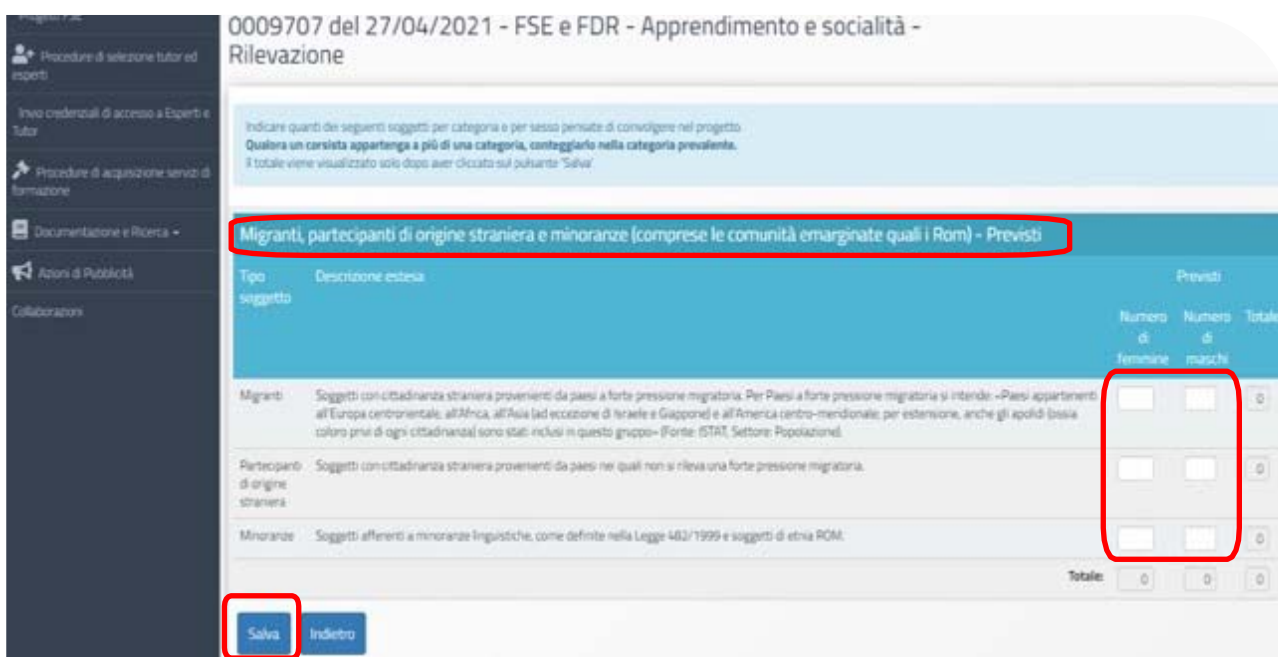 Progetti FSE
Procedure di selezione tutor ed
esperti
Invio credenziali di accesso a Esperti e
Tutor
Procedure di acquisizione servizi di
formazione
Documentazione e Ricerca
Azioni di Pubblicità
Collaborazioni
0009707 del 27/04/2021 - FSE e FDR - Apprendimento e socialità -
Rilevazione
Indicare quanti dei seguenti soggetti per categoria e per sesso pensate di coinvolgere nel progetto.
Qualora un corsista appartenga a più di una categoria, conteggiarlo nella categoria prevalente.
Il totale viene visualizzato solo dopo aver cliccato sul pulsante 'Salva'
Migranti, partecipanti di origine straniera e minoranze (comprese le comunità emarginate quali i Rom) - Previsti
Tipo
soggetto
Descrizione estesa
Previsti
Numero
di
femmine
Numero
di
maschi
Totale
Migranti
Soggetti con cittadinanza straniera provenienti da paesi a forte pressione migratoria. Per Paesi a forte pressione migratoria si intende: «Paesi appartenenti
all'Europa centrorientale, all'Africa, all'Asia (ad eccezione di Israele e Giappone) e all'America centro-meridionale; per estensione, anche gli apolidi (ossia
coloro privi di ogni cittadinanza) sono stati inclusi in questo gruppo» (Fonte: ISTAT, Settore: Popolazione).
0
Partecipanti
di origine
straniera
Soggetti con cittadinanza straniera provenienti da paesi nei quali non si rileva una forte pressione migratoria.
0
Minoranze
Soggetti afferenti a minoranze linguistiche, come definite nella Legge 482/1999 e soggetti di etnia ROM.
0
Totale: 0 0 0
Salva
Indietro